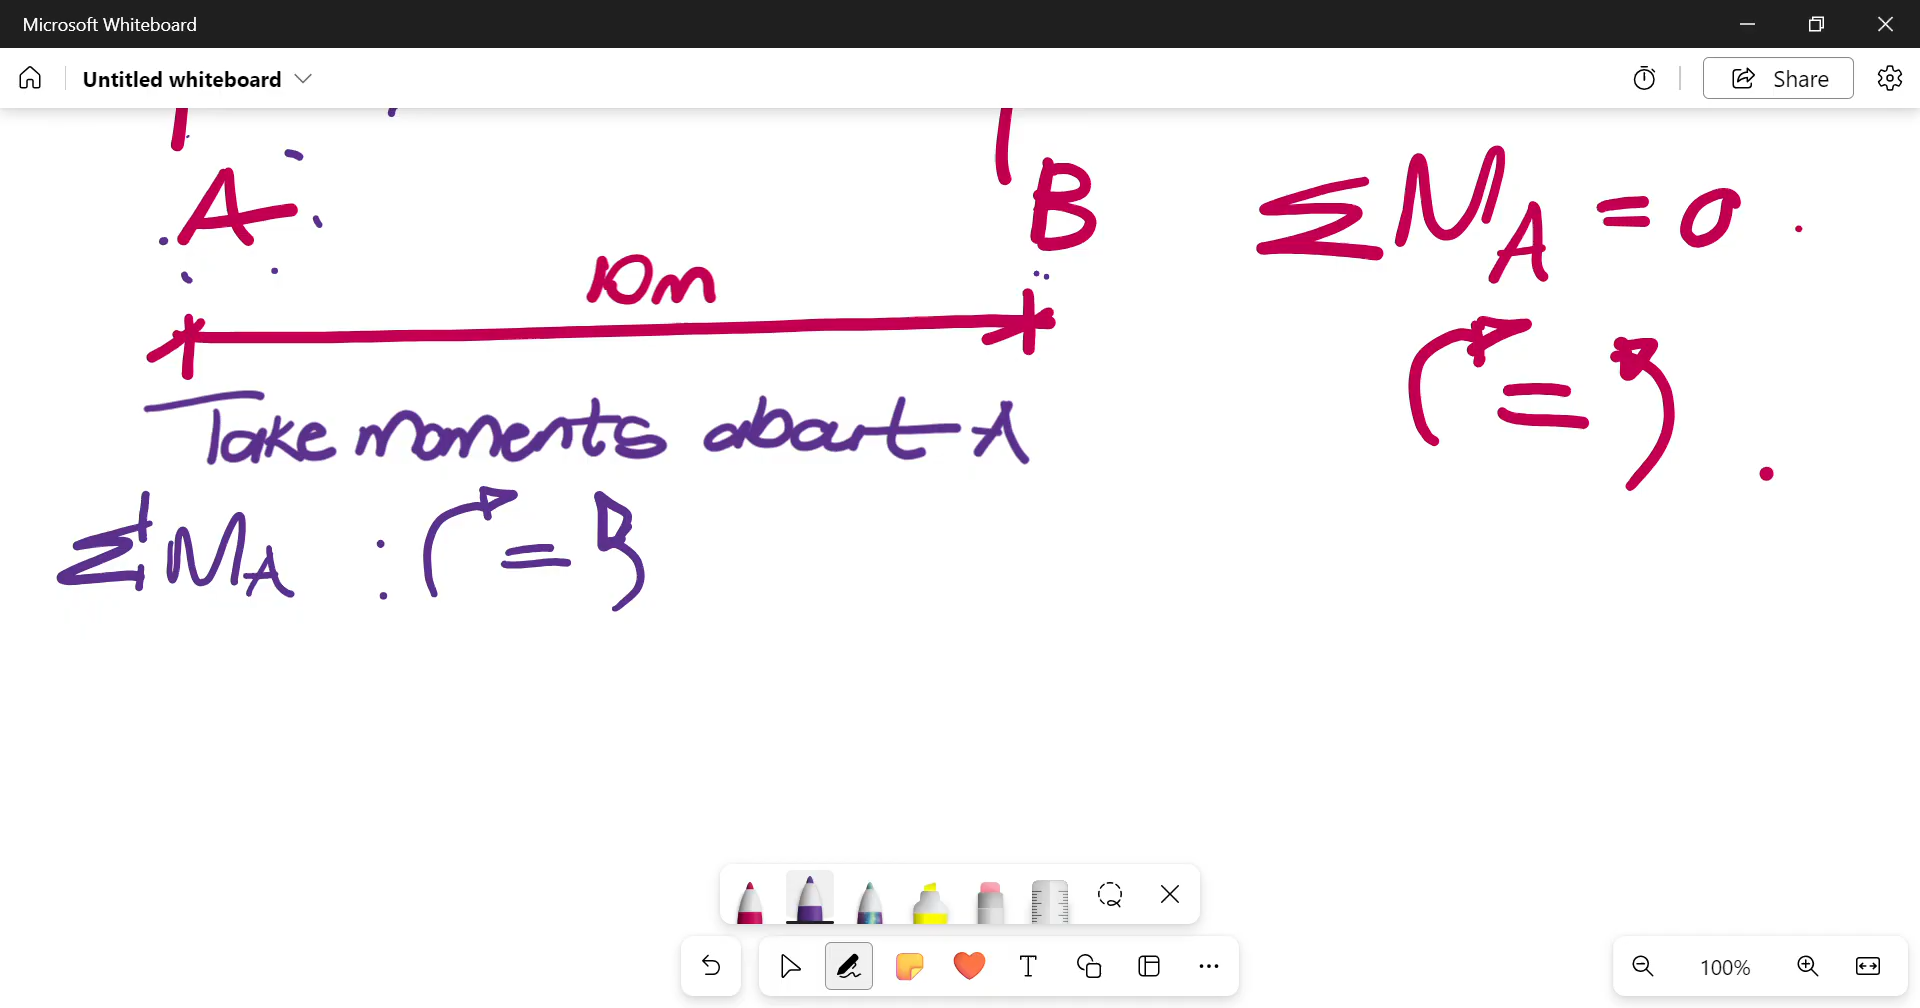 Microsoft Whiteboard
Untitled whiteboard
Share
A
B
ΣMA = 0
10m
↱ = ↰
Take moments about A
ΣMA : ↱ = ↰
T
100%